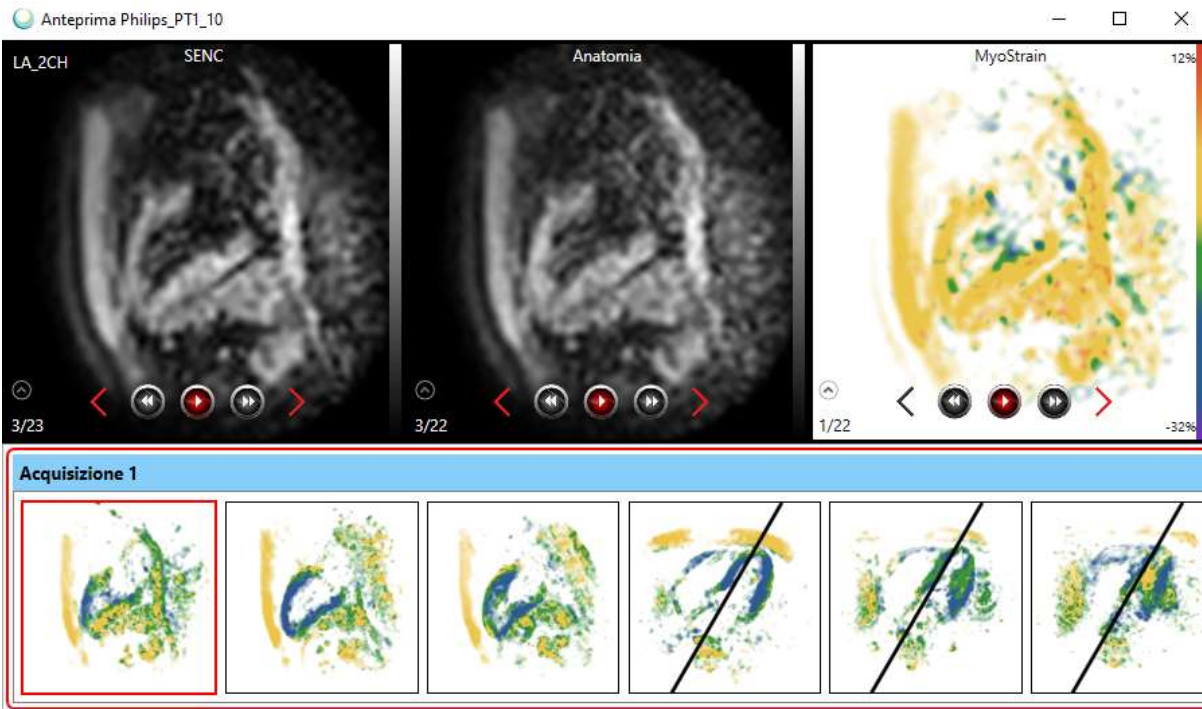 Anteprima Philips_PT1_10
LA_2CH
SENC
Anatomia
MyoStrain
12%
3/23
3/22
1/22
-32%
Acquisizione 1